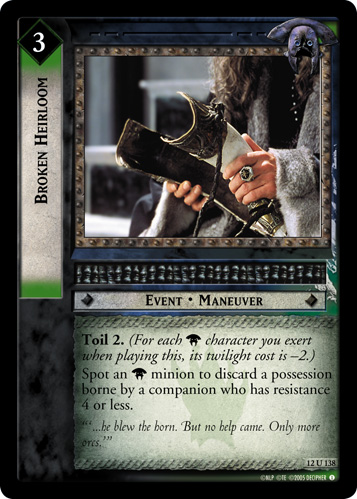 3
BROKEN HEIRLOOM
EVENT • MANEUVER
Toil 2. (For each character you exert
when playing this, its twilight cost is –2.)
Spot an minion to discard a possession
borne by a companion who has resistance
4 or less.
“‘...he blew the horn. But no help came. Only more
orcs.’”
12 U 138
©NLP ©TE ©2005 DECIPHER